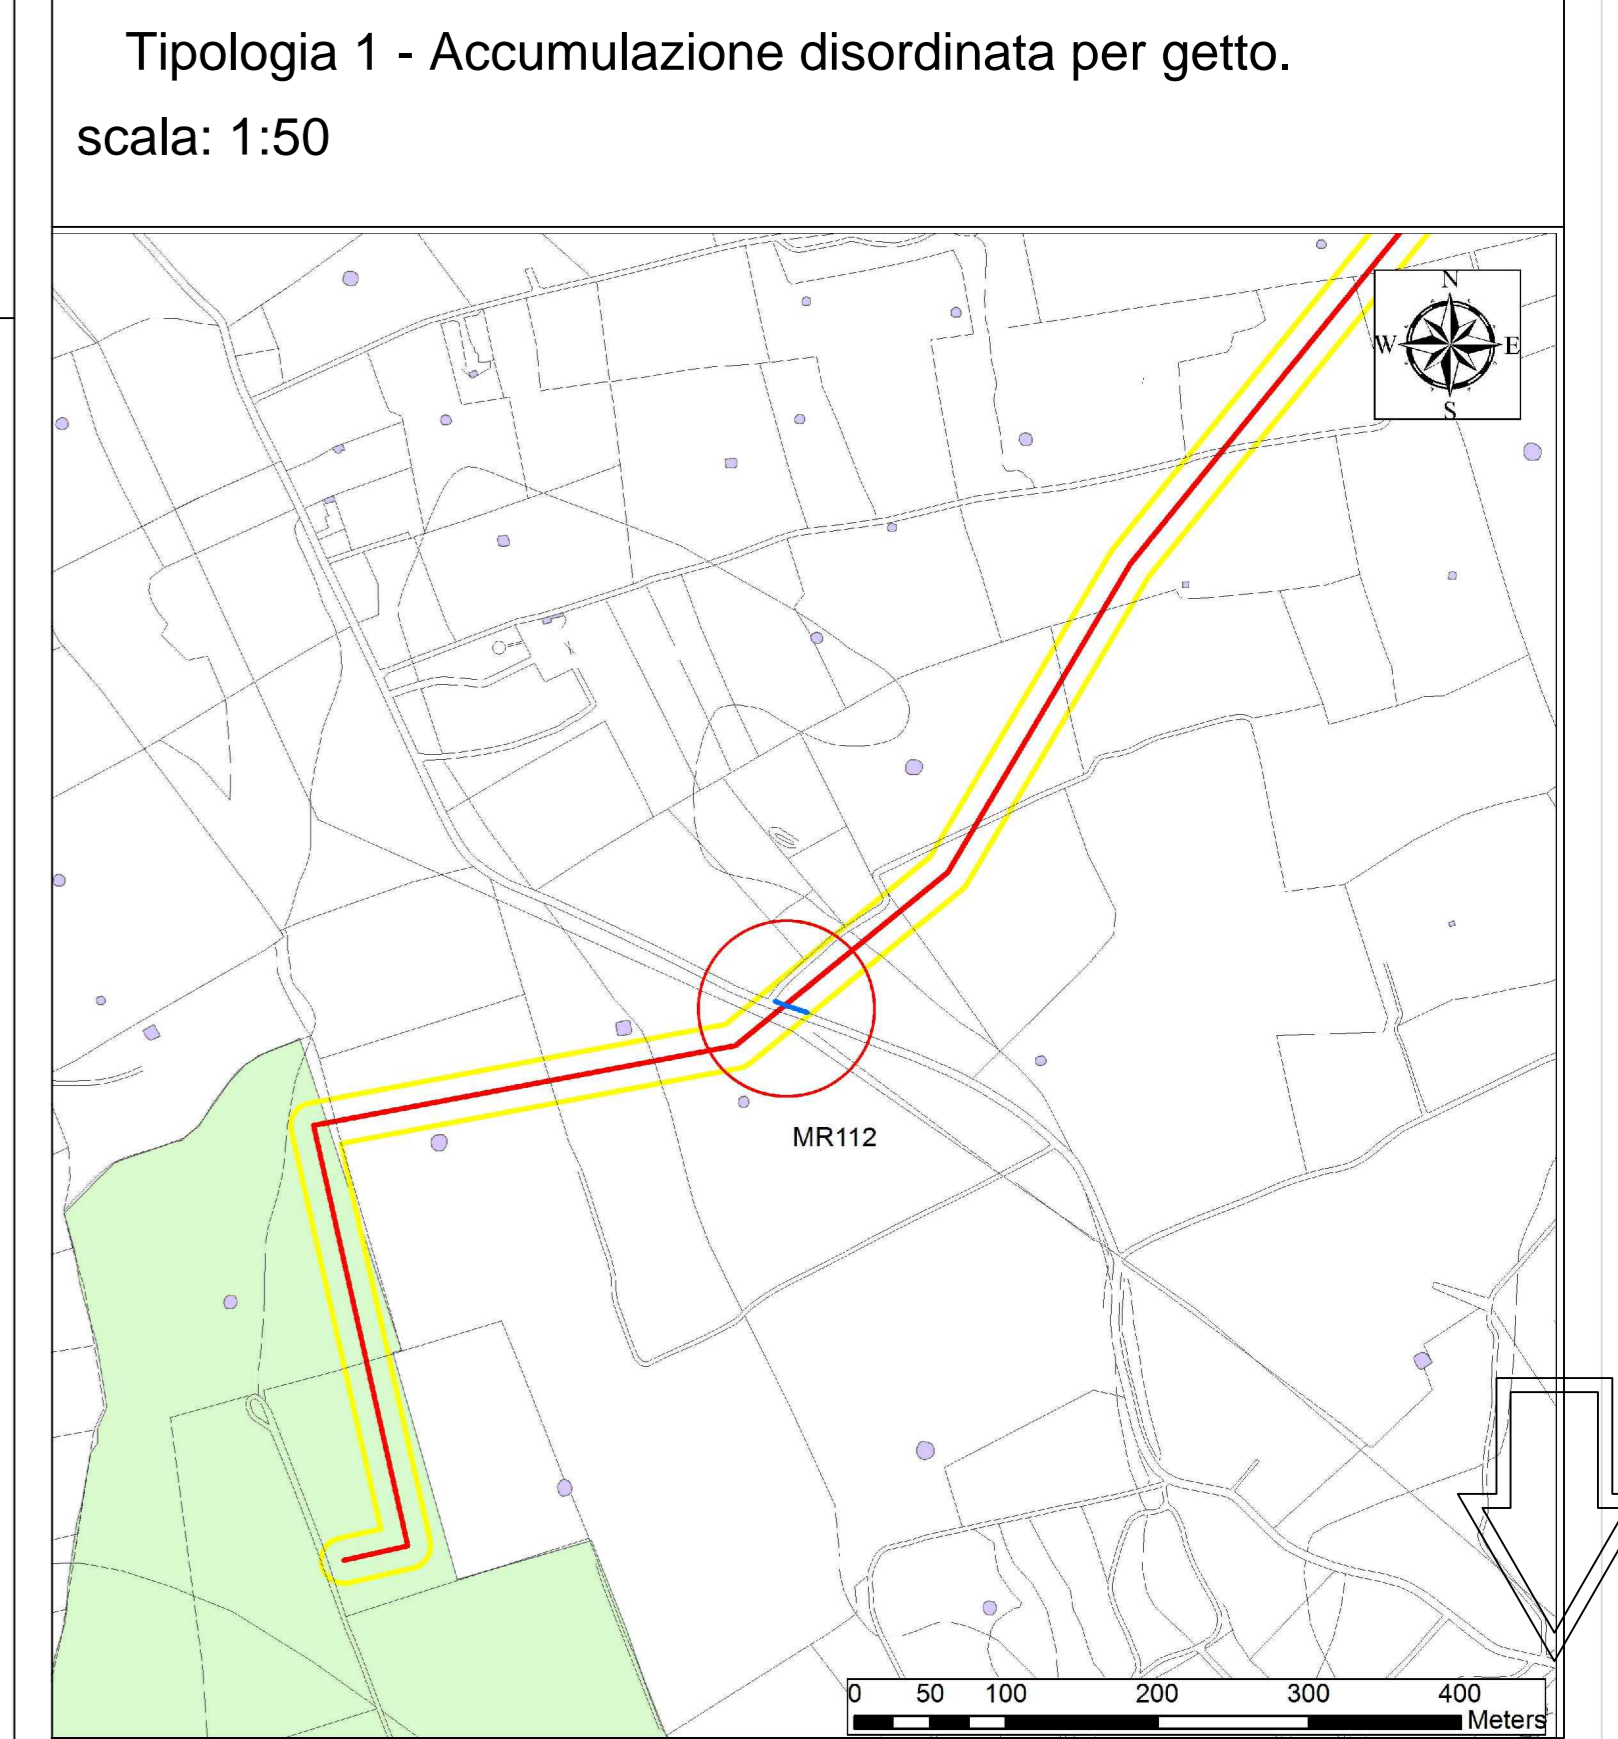 Tipologia 1 - Accumulazione disordinata per getto.
scala: 1:50
N
W E
S
MR112
0 50 100 200 300 400
Meters